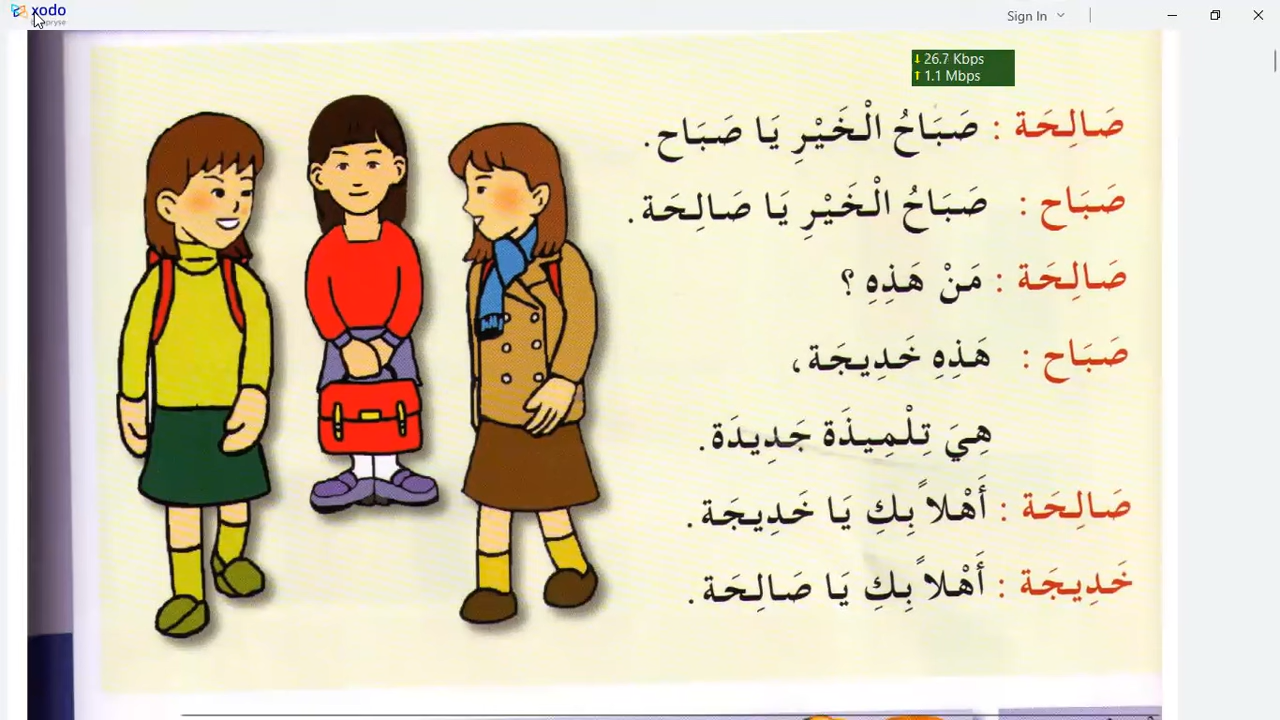 xodo
Sign In
↓ 26.7 Kbps
↑ 1.1 Mbps
صَالِحَة : صَبَاحُ الْخَيْرِ يَا صَبَاح.
صَبَاح : صَبَاحُ الْخَيْرِ يَا صَالِحَة.
صَالِحَة : مَنْ هَذِهِ ؟
صَبَاح : هَذِهِ خَدِيجَة،
هِيَ تِلْمِيذَة جَدِيدَة.
صَالِحَة : أَهْلاً بِكِ يَا خَدِيجَة.
خَدِيجَة : أَهْلاً بِكِ يَا صَالِحَة.